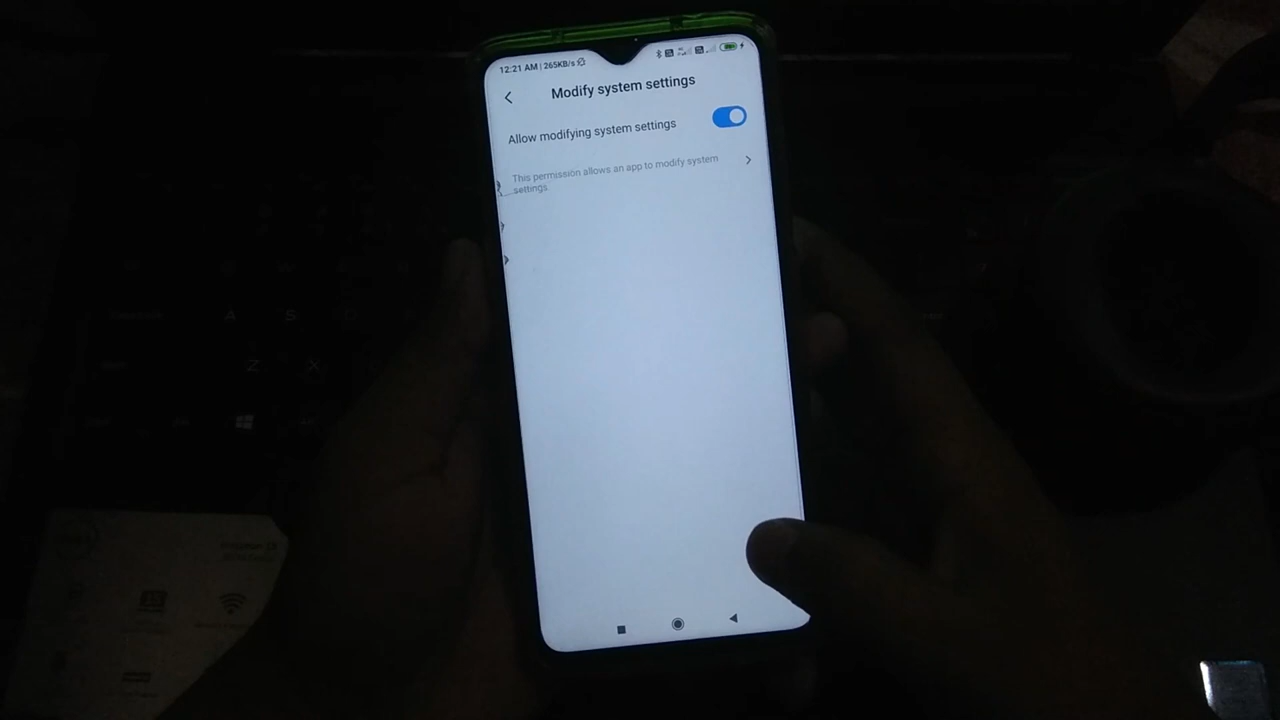 12:21 AM | 265KB/s
Modify system settings
Allow modifying system settings
This permission allows an app to modify system
settings.
A
S
D
Z
X